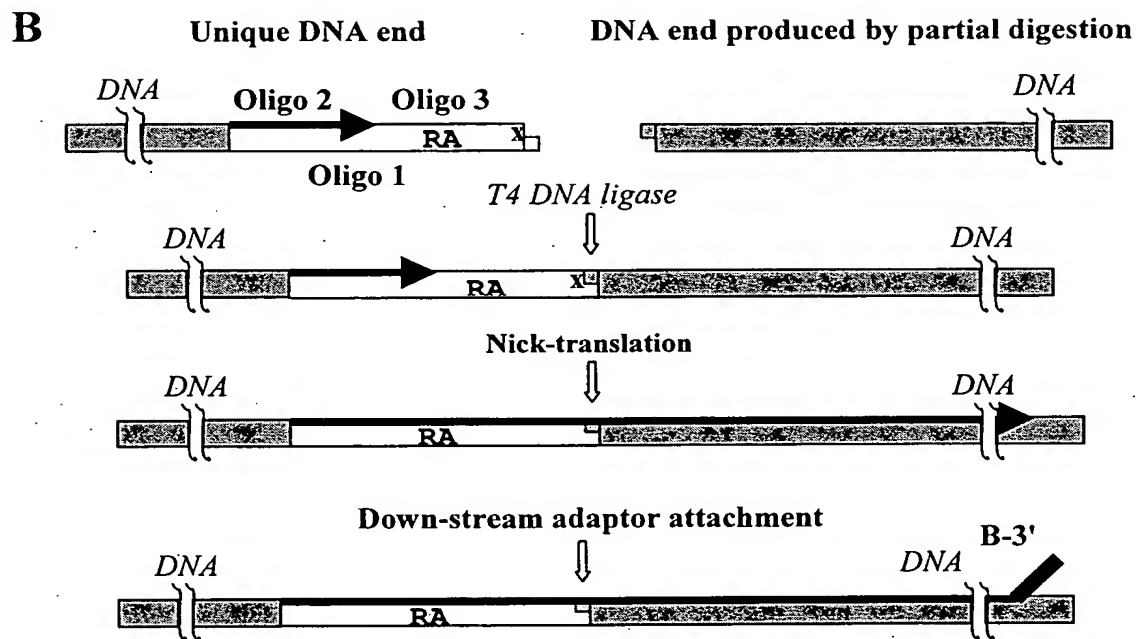 B
Unique DNA end
DNA end produced by partial digestion
DNA
Oligo 2
Oligo 3
DNA
RA
X
Oligo 1
T4 DNA ligase
DNA
DNA
RA
X
Nick-translation
DNA
DNA
RA
Down-stream adaptor attachment
B-3'
DNA
DNA
RA